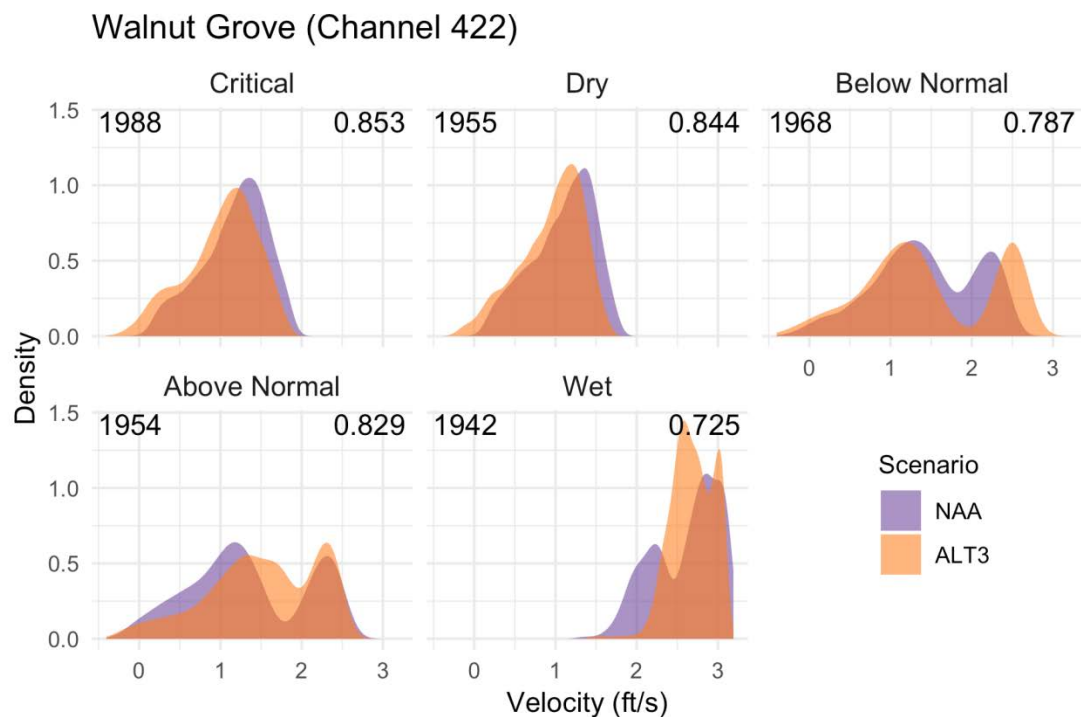 Walnut Grove (Channel 422)
Critical
Dry
Below Normal
1.5
1988
0.853
1955
0.844
1968
0.787
1.0
0.5
0.0
0 1 2 3
Density
Above Normal
Wet
1.5
1954
0.829
1942
0.725
1.0
0.5
0.0
Scenario
NAA
ALT3
0 1 2 3
0 1 2 3
Velocity (ft/s)